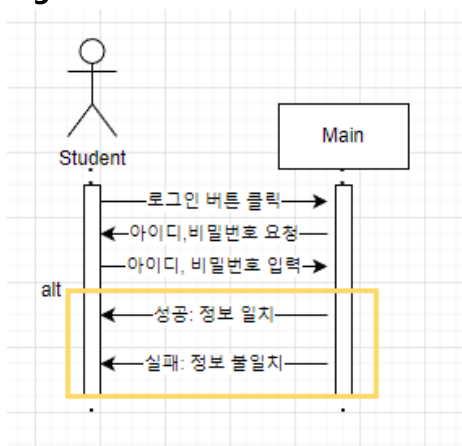 Student
Main
로그인 버튼 클릭
아이디,비밀번호 요청
아이디, 비밀번호 입력
alt
성공: 정보 일치
실패: 정보 불일치